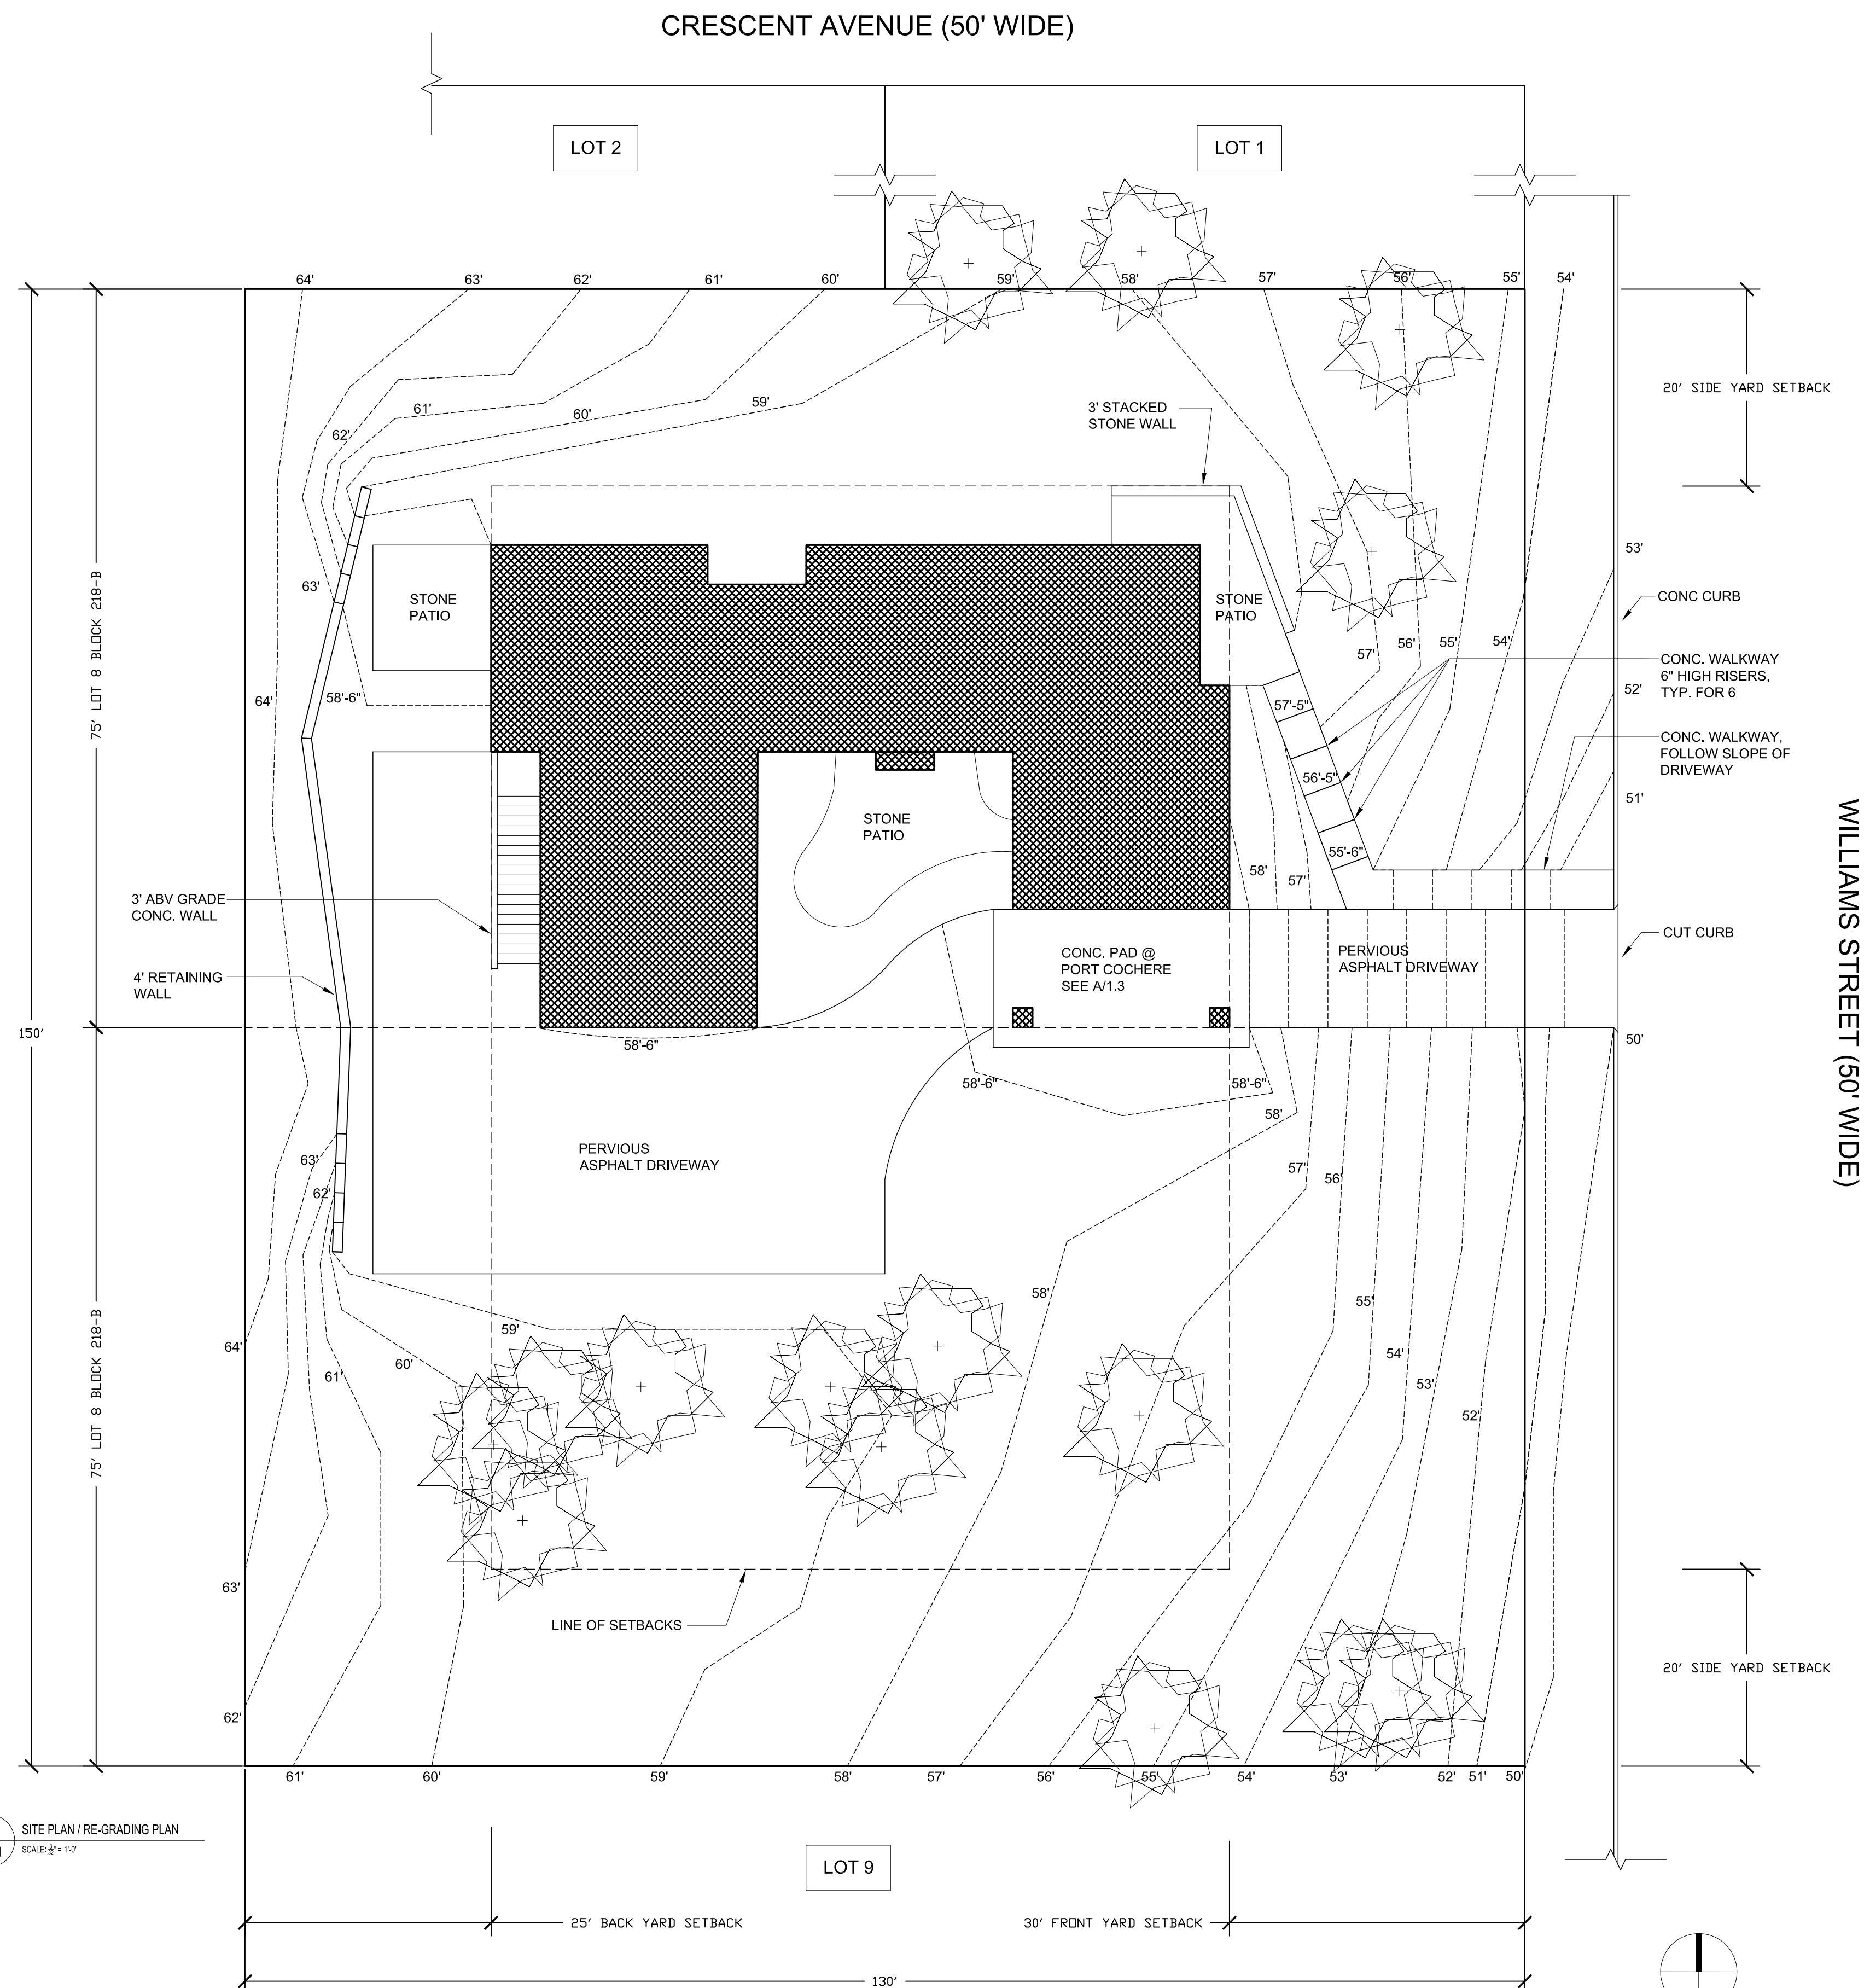 CRESCENT AVENUE (50' WIDE)
LOT 2
LOT 1
64'
63'
62'
61'
60'
59'
58'
57'
56'
55'
54'
20' SIDE YARD SETBACK
61'
60'
59'
62'
3' STACKED
STONE WALL
53'
63'
STONE
PATIO
STONE
PATIO
CONC CURB
75' LOT 8 BLOCK 218-B
64'
58'-6"
57'
56'
55'
54'
CONC. WALKWAY
6" HIGH RISERS,
TYP. FOR 6
52'
57'-5"
CONC. WALKWAY,
FOLLOW SLOPE OF
DRIVEWAY
56'-5"
51'
STONE
PATIO
55'-6"
58'
57'
3' ABV GRADE
CONC. WALL
WILLIAMS STREET (50' WIDE)
CUT CURB
CONC. PAD @
PORT COCHERE
SEE A/1.3
PERVIOUS
ASPHALT DRIVEWAY
4' RETAINING
WALL
150'
58'-6"
50'
58'-6"
58'-6"
58'
PERVIOUS
ASPHALT DRIVEWAY
63'
62'
57'
56'
58'
55'
75' LOT 8 BLOCK 218-B
64'
59'
60'
61'
54'
53'
52'
63'
LINE OF SETBACKS
20' SIDE YARD SETBACK
62'
61'
60'
59'
58'
57'
56'
55'
54'
53'
52'
51'
50'
SITE PLAN / RE-GRADING PLAN
SCALE: 3/32" = 1'-0"
LOT 9
25' BACK YARD SETBACK
30' FRONT YARD SETBACK
130'